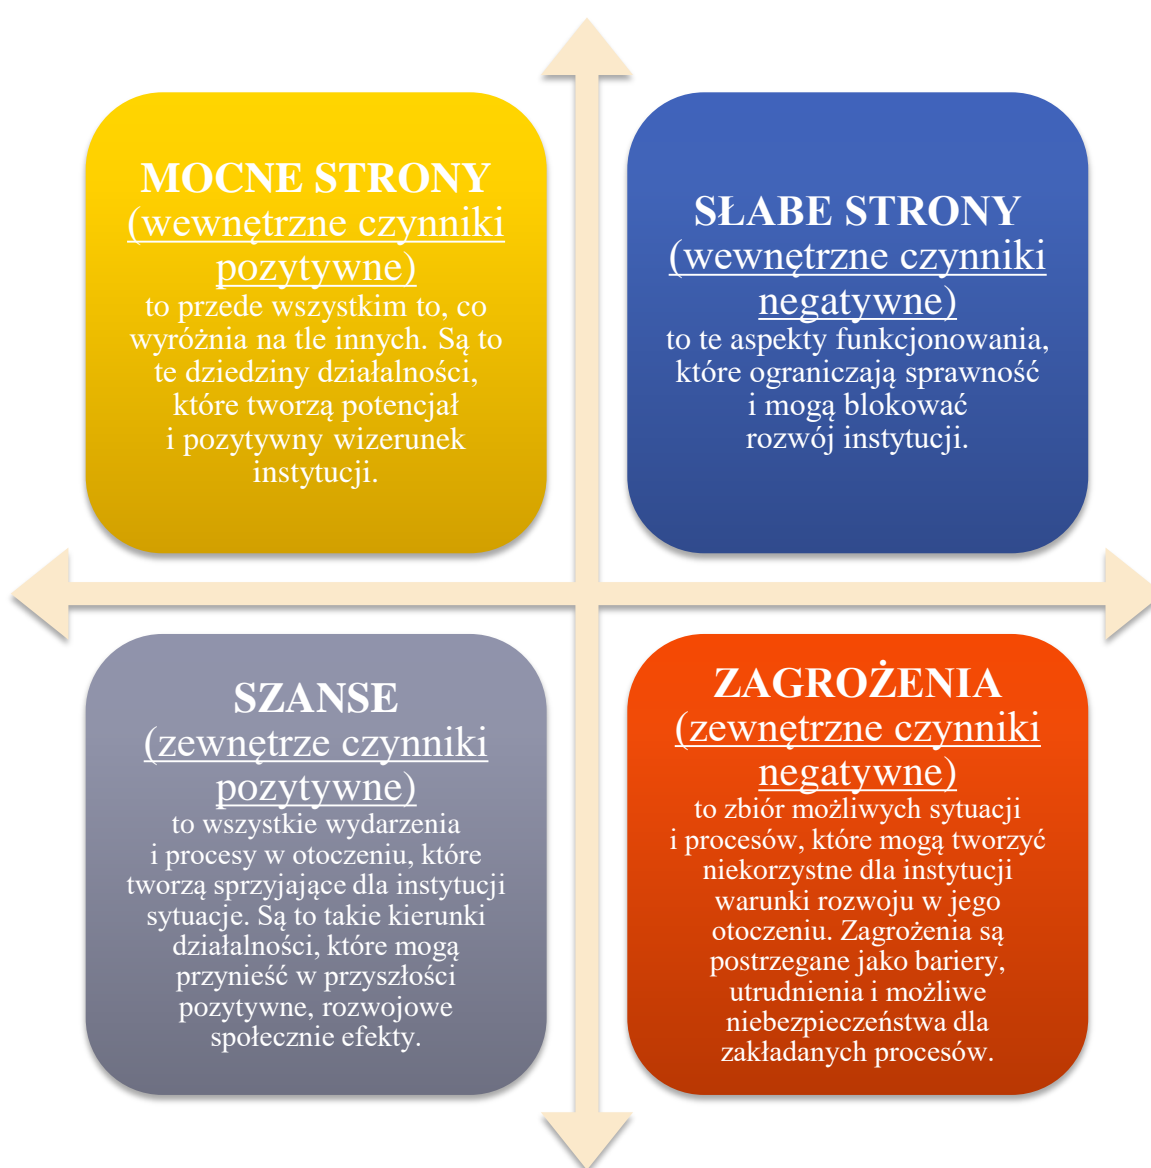 MOCNE STRONY
(wewnętrzne czynniki
pozytywne)
to przede wszystkim to, co
wyróżnia na tle innych. Są to
te dziedziny działalności,
które tworzą potencjał
i pozytywny wizerunek
instytucji.
SŁABE STRONY
(wewnętrzne czynniki
negatywne)
to te aspekty funkcjonowania,
które ograniczają sprawność
i mogą blokować
rozwój instytucji.
SZANSE
(zewnętrze czynniki
pozytywne)
to wszystkie wydarzenia
i procesy w otoczeniu, które
tworzą sprzyjające dla instytucji
sytuacje. Są to takie kierunki
działalności, które mogą
przynieść w przyszłości
pozytywne, rozwojowe
społecznie efekty.
ZAGROŻENIA
(zewnętrzne czynniki
negatywne)
to zbiór możliwych sytuacji
i procesów, które mogą tworzyć
niekorzystne dla instytucji
warunki rozwoju w jego
otoczeniu. Zagrożenia są
postrzegane jako bariery,
utrudnienia i możliwe
niebezpieczeństwa dla
zakładanych procesów.